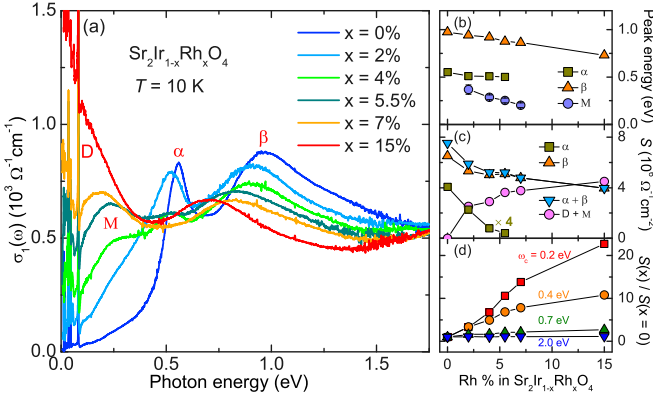 (a)
Sr2Ir1-xRhxO4
T = 10 K
x = 0%
x = 2%
x = 4%
x = 5.5%
x = 7%
x = 15%
D
M
α
β
σ1(ω) (10³ Ω⁻¹cm⁻¹)
1.5
1.0
0.5
0.0
0.0
0.5
1.0
1.5
Photon energy (eV)
(b)
α
β
M
1.0
0.5
0.0
Peak energy (eV)
(c)
α
β
α + β
D + M
× 4
8
4
0
(d)
ωc = 0.2 eV
0.4 eV
0.7 eV
2.0 eV
20
10
0
S(x) / S(x = 0)
0
5
10
15
Rh % in Sr2Ir1-xRhxO4